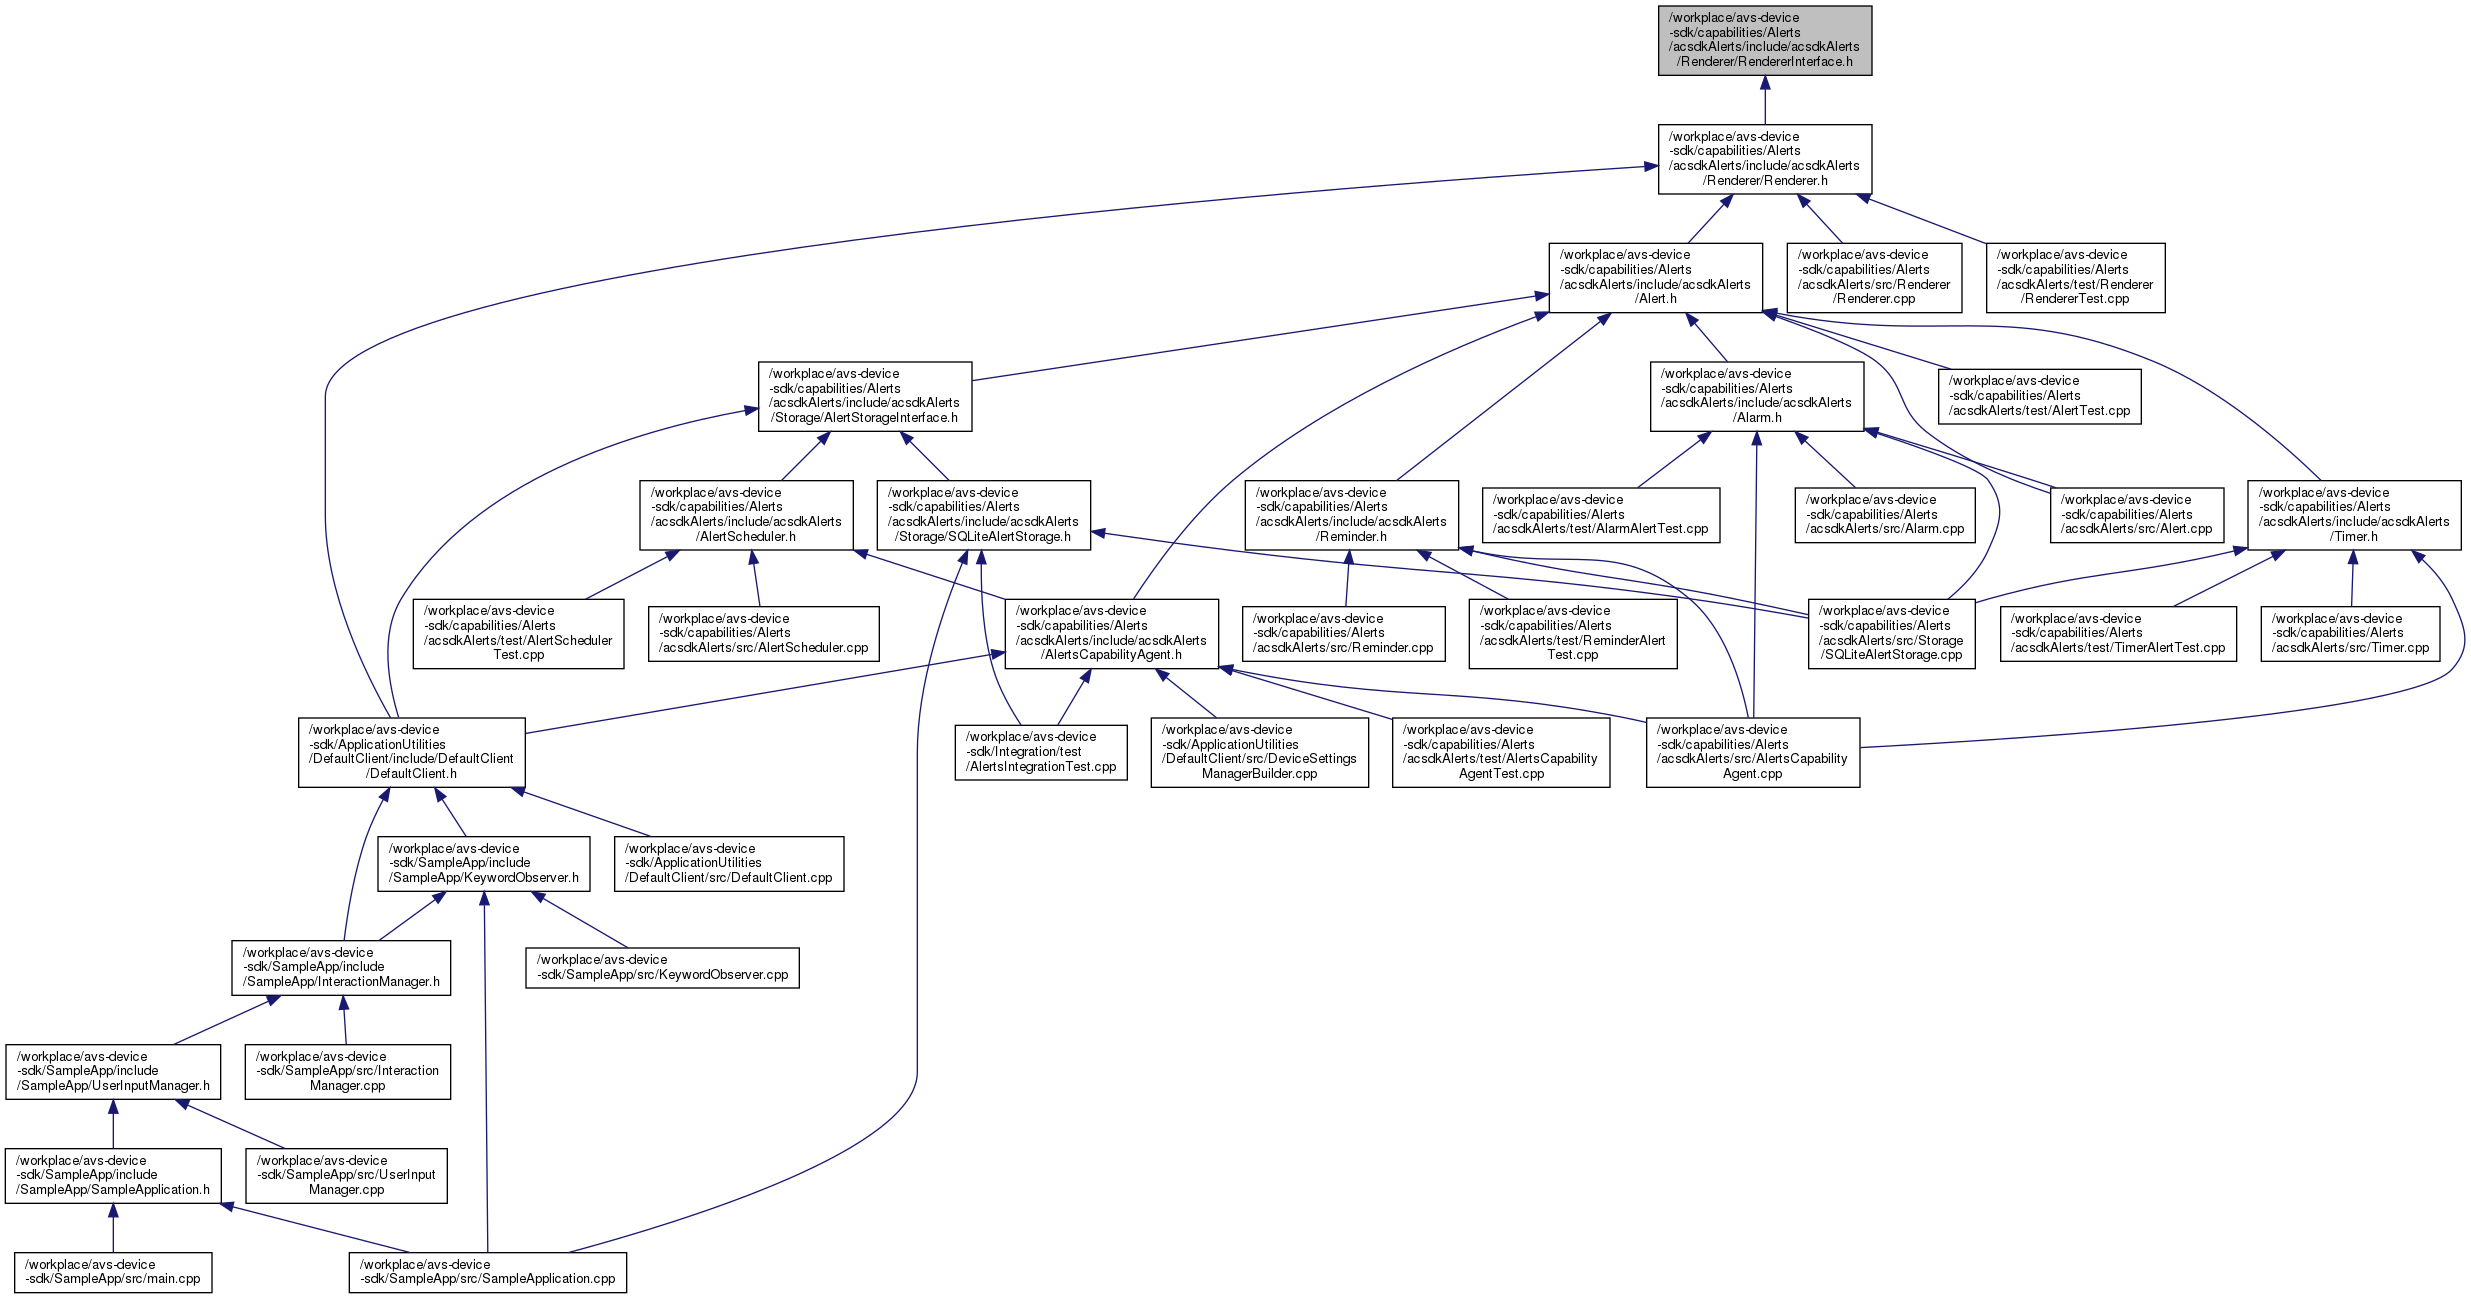 /workplace/avs-device
-sdk/capabilities/Alerts
/acsdkAlerts/include/acsdkAlerts
/Renderer/RendererInterface.h
/workplace/avs-device
-sdk/capabilities/Alerts
/acsdkAlerts/include/acsdkAlerts
/Renderer/Renderer.h
/workplace/avs-device
-sdk/capabilities/Alerts
/acsdkAlerts/include/acsdkAlerts
/Alert.h
/workplace/avs-device
-sdk/capabilities/Alerts
/acsdkAlerts/src/Renderer
/Renderer.cpp
/workplace/avs-device
-sdk/capabilities/Alerts
/acsdkAlerts/test/Renderer
/RendererTest.cpp
/workplace/avs-device
-sdk/capabilities/Alerts
/acsdkAlerts/include/acsdkAlerts
/Storage/AlertStorageInterface.h
/workplace/avs-device
-sdk/capabilities/Alerts
/acsdkAlerts/include/acsdkAlerts
/Alarm.h
/workplace/avs-device
-sdk/capabilities/Alerts
/acsdkAlerts/test/AlertTest.cpp
/workplace/avs-device
-sdk/capabilities/Alerts
/acsdkAlerts/include/acsdkAlerts
/AlertScheduler.h
/workplace/avs-device
-sdk/capabilities/Alerts
/acsdkAlerts/include/acsdkAlerts
/Storage/SQLiteAlertStorage.h
/workplace/avs-device
-sdk/capabilities/Alerts
/acsdkAlerts/include/acsdkAlerts
/Reminder.h
/workplace/avs-device
-sdk/capabilities/Alerts
/acsdkAlerts/test/AlarmAlertTest.cpp
/workplace/avs-device
-sdk/capabilities/Alerts
/acsdkAlerts/src/Alarm.cpp
/workplace/avs-device
-sdk/capabilities/Alerts
/acsdkAlerts/src/Alert.cpp
/workplace/avs-device
-sdk/capabilities/Alerts
/acsdkAlerts/include/acsdkAlerts
/Timer.h
/workplace/avs-device
-sdk/capabilities/Alerts
/acsdkAlerts/test/AlertScheduler
Test.cpp
/workplace/avs-device
-sdk/capabilities/Alerts
/acsdkAlerts/src/AlertScheduler.cpp
/workplace/avs-device
-sdk/capabilities/Alerts
/acsdkAlerts/include/acsdkAlerts
/AlertsCapabilityAgent.h
/workplace/avs-device
-sdk/capabilities/Alerts
/acsdkAlerts/src/Reminder.cpp
/workplace/avs-device
-sdk/capabilities/Alerts
/acsdkAlerts/test/ReminderAlert
Test.cpp
/workplace/avs-device
-sdk/capabilities/Alerts
/acsdkAlerts/src/Storage
/SQLiteAlertStorage.cpp
/workplace/avs-device
-sdk/capabilities/Alerts
/acsdkAlerts/test/TimerAlertTest.cpp
/workplace/avs-device
-sdk/capabilities/Alerts
/acsdkAlerts/src/Timer.cpp
/workplace/avs-device
-sdk/ApplicationUtilities
/DefaultClient/include/DefaultClient
/DefaultClient.h
/workplace/avs-device
-sdk/Integration/test
/AlertsIntegrationTest.cpp
/workplace/avs-device
-sdk/ApplicationUtilities
/DefaultClient/src/DeviceSettings
ManagerBuilder.cpp
/workplace/avs-device
-sdk/capabilities/Alerts
/acsdkAlerts/test/AlertsCapability
AgentTest.cpp
/workplace/avs-device
-sdk/capabilities/Alerts
/acsdkAlerts/src/AlertsCapability
Agent.cpp
/workplace/avs-device
-sdk/SampleApp/include
/SampleApp/KeywordObserver.h
/workplace/avs-device
-sdk/ApplicationUtilities
/DefaultClient/src/DefaultClient.cpp
/workplace/avs-device
-sdk/SampleApp/include
/SampleApp/InteractionManager.h
/workplace/avs-device
-sdk/SampleApp/src/KeywordObserver.cpp
/workplace/avs-device
-sdk/SampleApp/include
/SampleApp/UserInputManager.h
/workplace/avs-device
-sdk/SampleApp/src/Interaction
Manager.cpp
/workplace/avs-device
-sdk/SampleApp/include
/SampleApp/SampleApplication.h
/workplace/avs-device
-sdk/SampleApp/src/UserInput
Manager.cpp
/workplace/avs-device
-sdk/SampleApp/src/main.cpp
/workplace/avs-device
-sdk/SampleApp/src/SampleApplication.cpp